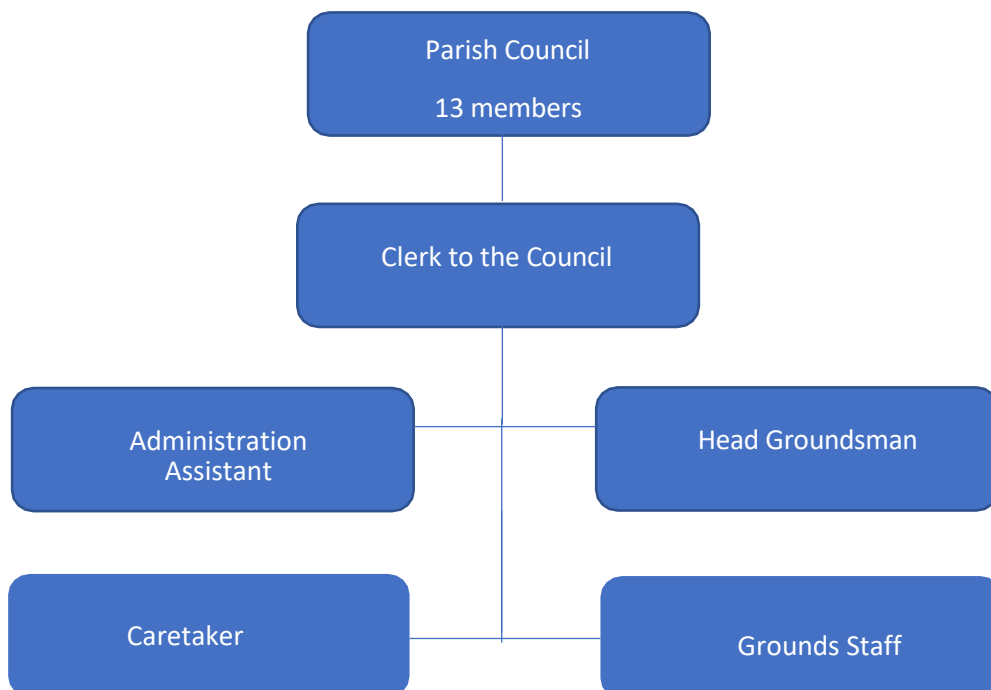 Parish Council
13 members
Clerk to the Council
Administration
Assistant
Head Groundsman
Caretaker
Grounds Staff